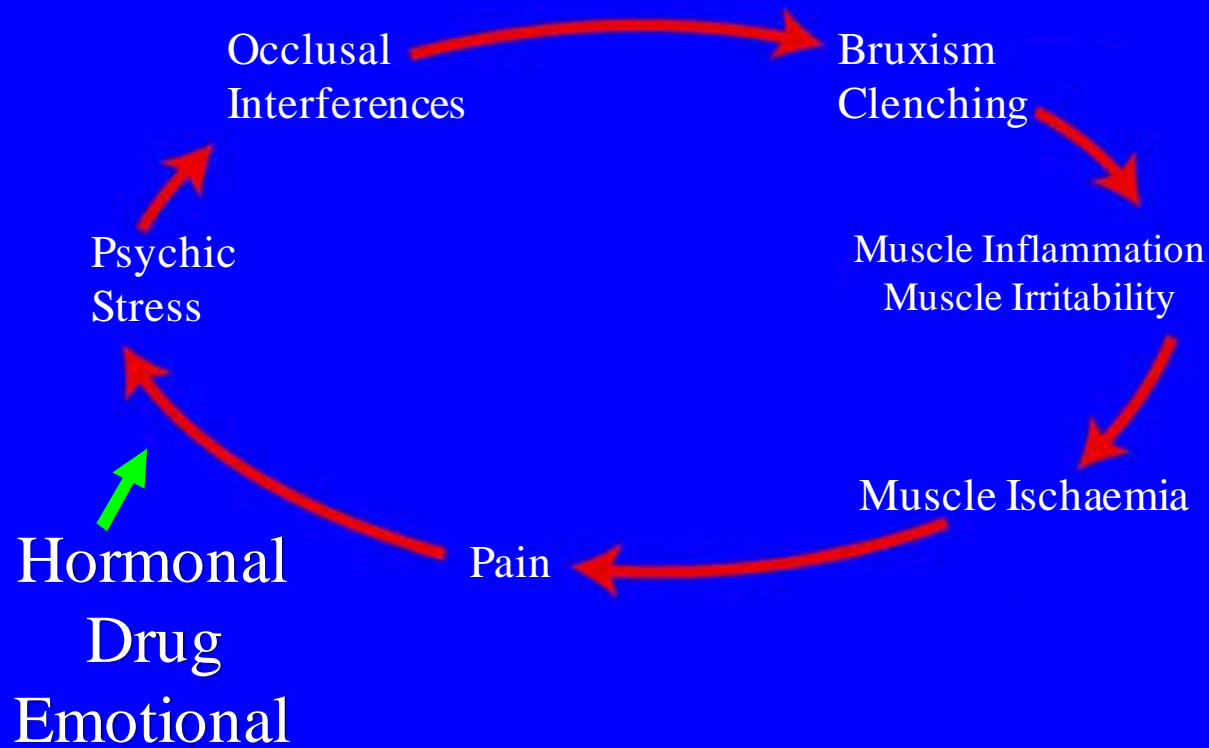 Occlusal
Interferences
Bruxism
Clenching
Psychic
Stress
Muscle Inflammation
Muscle Irritability
Muscle Ischaemia
Pain
Hormonal
Drug
Emotional